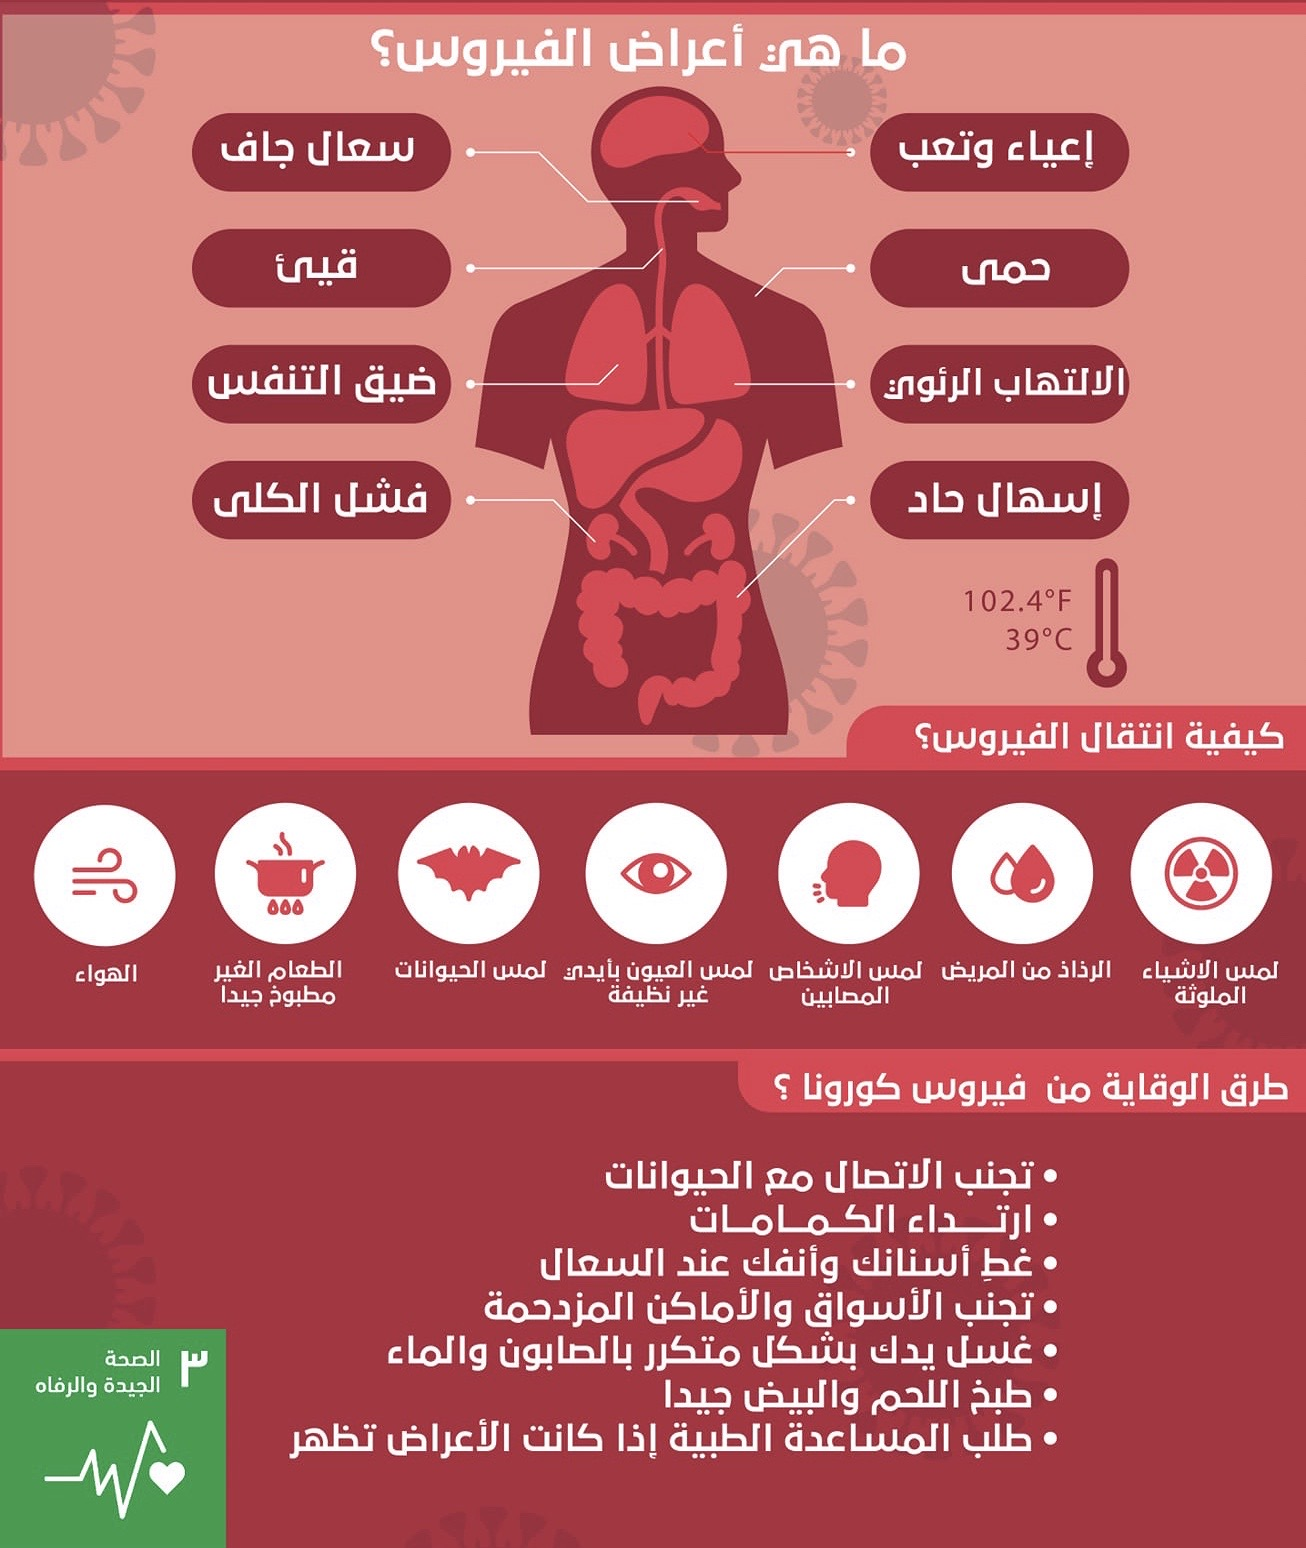 ما هي أعراض الفيروس؟
إعياء وتعب
سعال جاف
حمى
قيئ
الالتهاب الرئوي
ضيق التنفس
إسهال حاد
فشل الكلى
102.4°F
39°C
كيفية انتقال الفيروس؟
لمس الاشياء
الملوثة
الرذاذ من المريض
لمس الاشخاص
المصابين
لمس العيون بأيدي
غير نظيفة
لمس الحيوانات
الطعام الغير
مطبوخ جيدا
الهواء
طرق الوقاية من فيروس كورونا ؟
• تجنب الاتصال مع الحيوانات
• ارتـــداء الكـمـامـات
• غطِ أسنانك وأنفك عند السعال
• تجنب الأسواق والأماكن المزدحمة
• غسل يدك بشكل متكرر بالصابون والماء
• طبخ اللحم والبيض جيدا
• طلب المساعدة الطبية إذا كانت الأعراض تظهر
٣ الصحة
الجيدة والرفاه